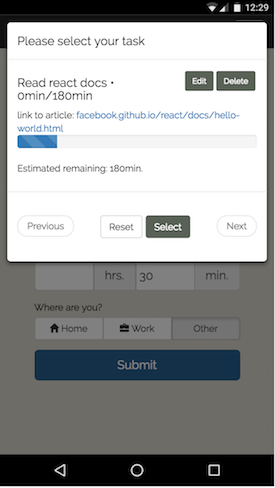 12:29
Please select your task
Read react docs •
0min/180min
Edit
Delete
link to article: facebook.github.io/react/docs/hello-
world.html
Estimated remaining: 180min.
Previous
Reset
Select
Next
hrs.
30
min.
Where are you?
Home
Work
Other
Submit